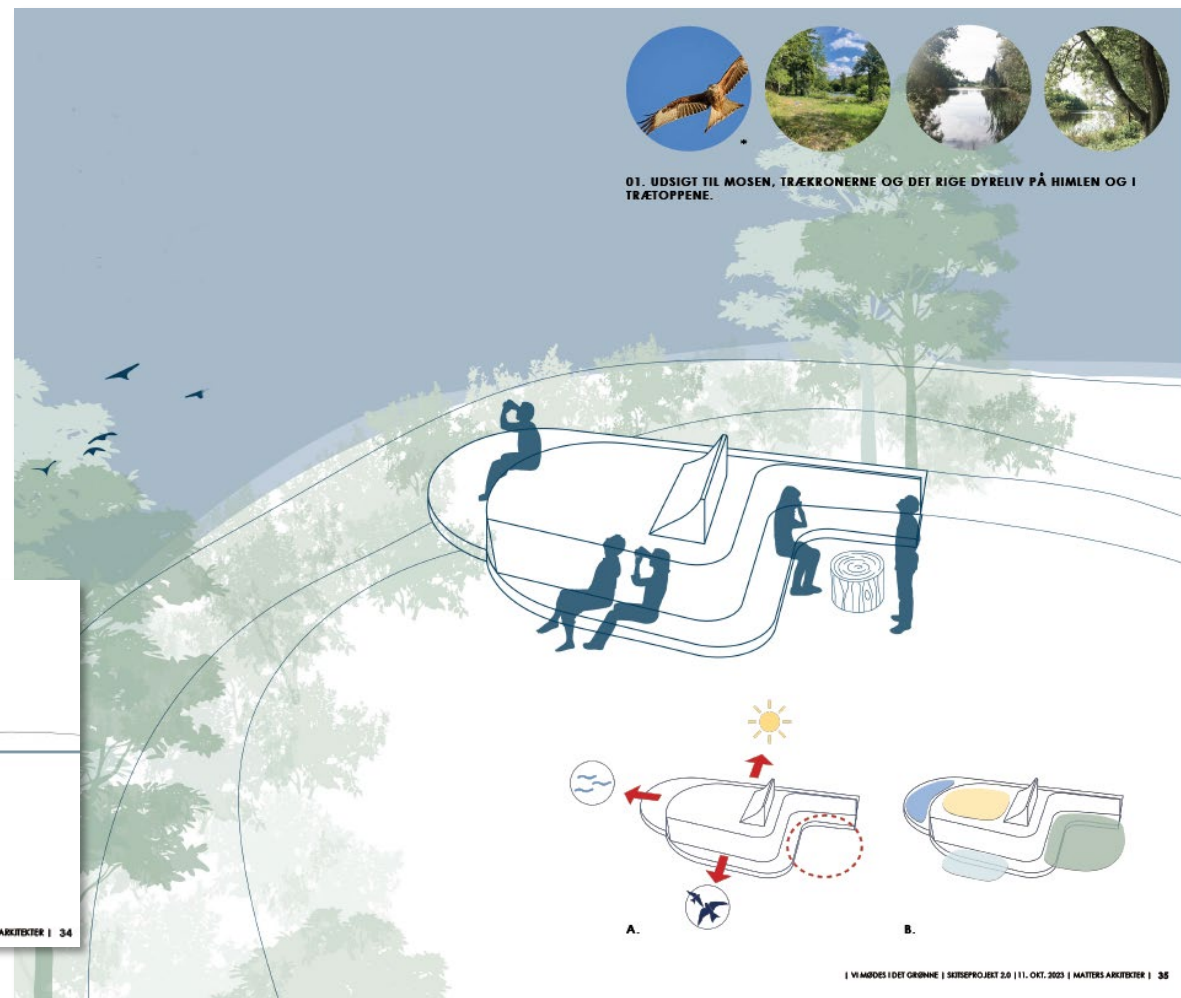 *
01. UDSIGT TIL MOSEN, TRÆKRONERNE OG DET RIGE DYRELIV PÅ HIMLEN OG I
TRÆTOPPENE.
A.
B.
ARKITEKTER | 34
| VI MØDES I DET GRØNNE | SKITSEPROJEKT 2.0 | 11. OKT. 2023 | MATTERS ARKITEKTER | 35